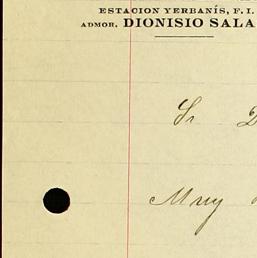 ESTACION YERBANÍS, F. I.
ADMOR. DIONISIO SALA
Sr D
Muy